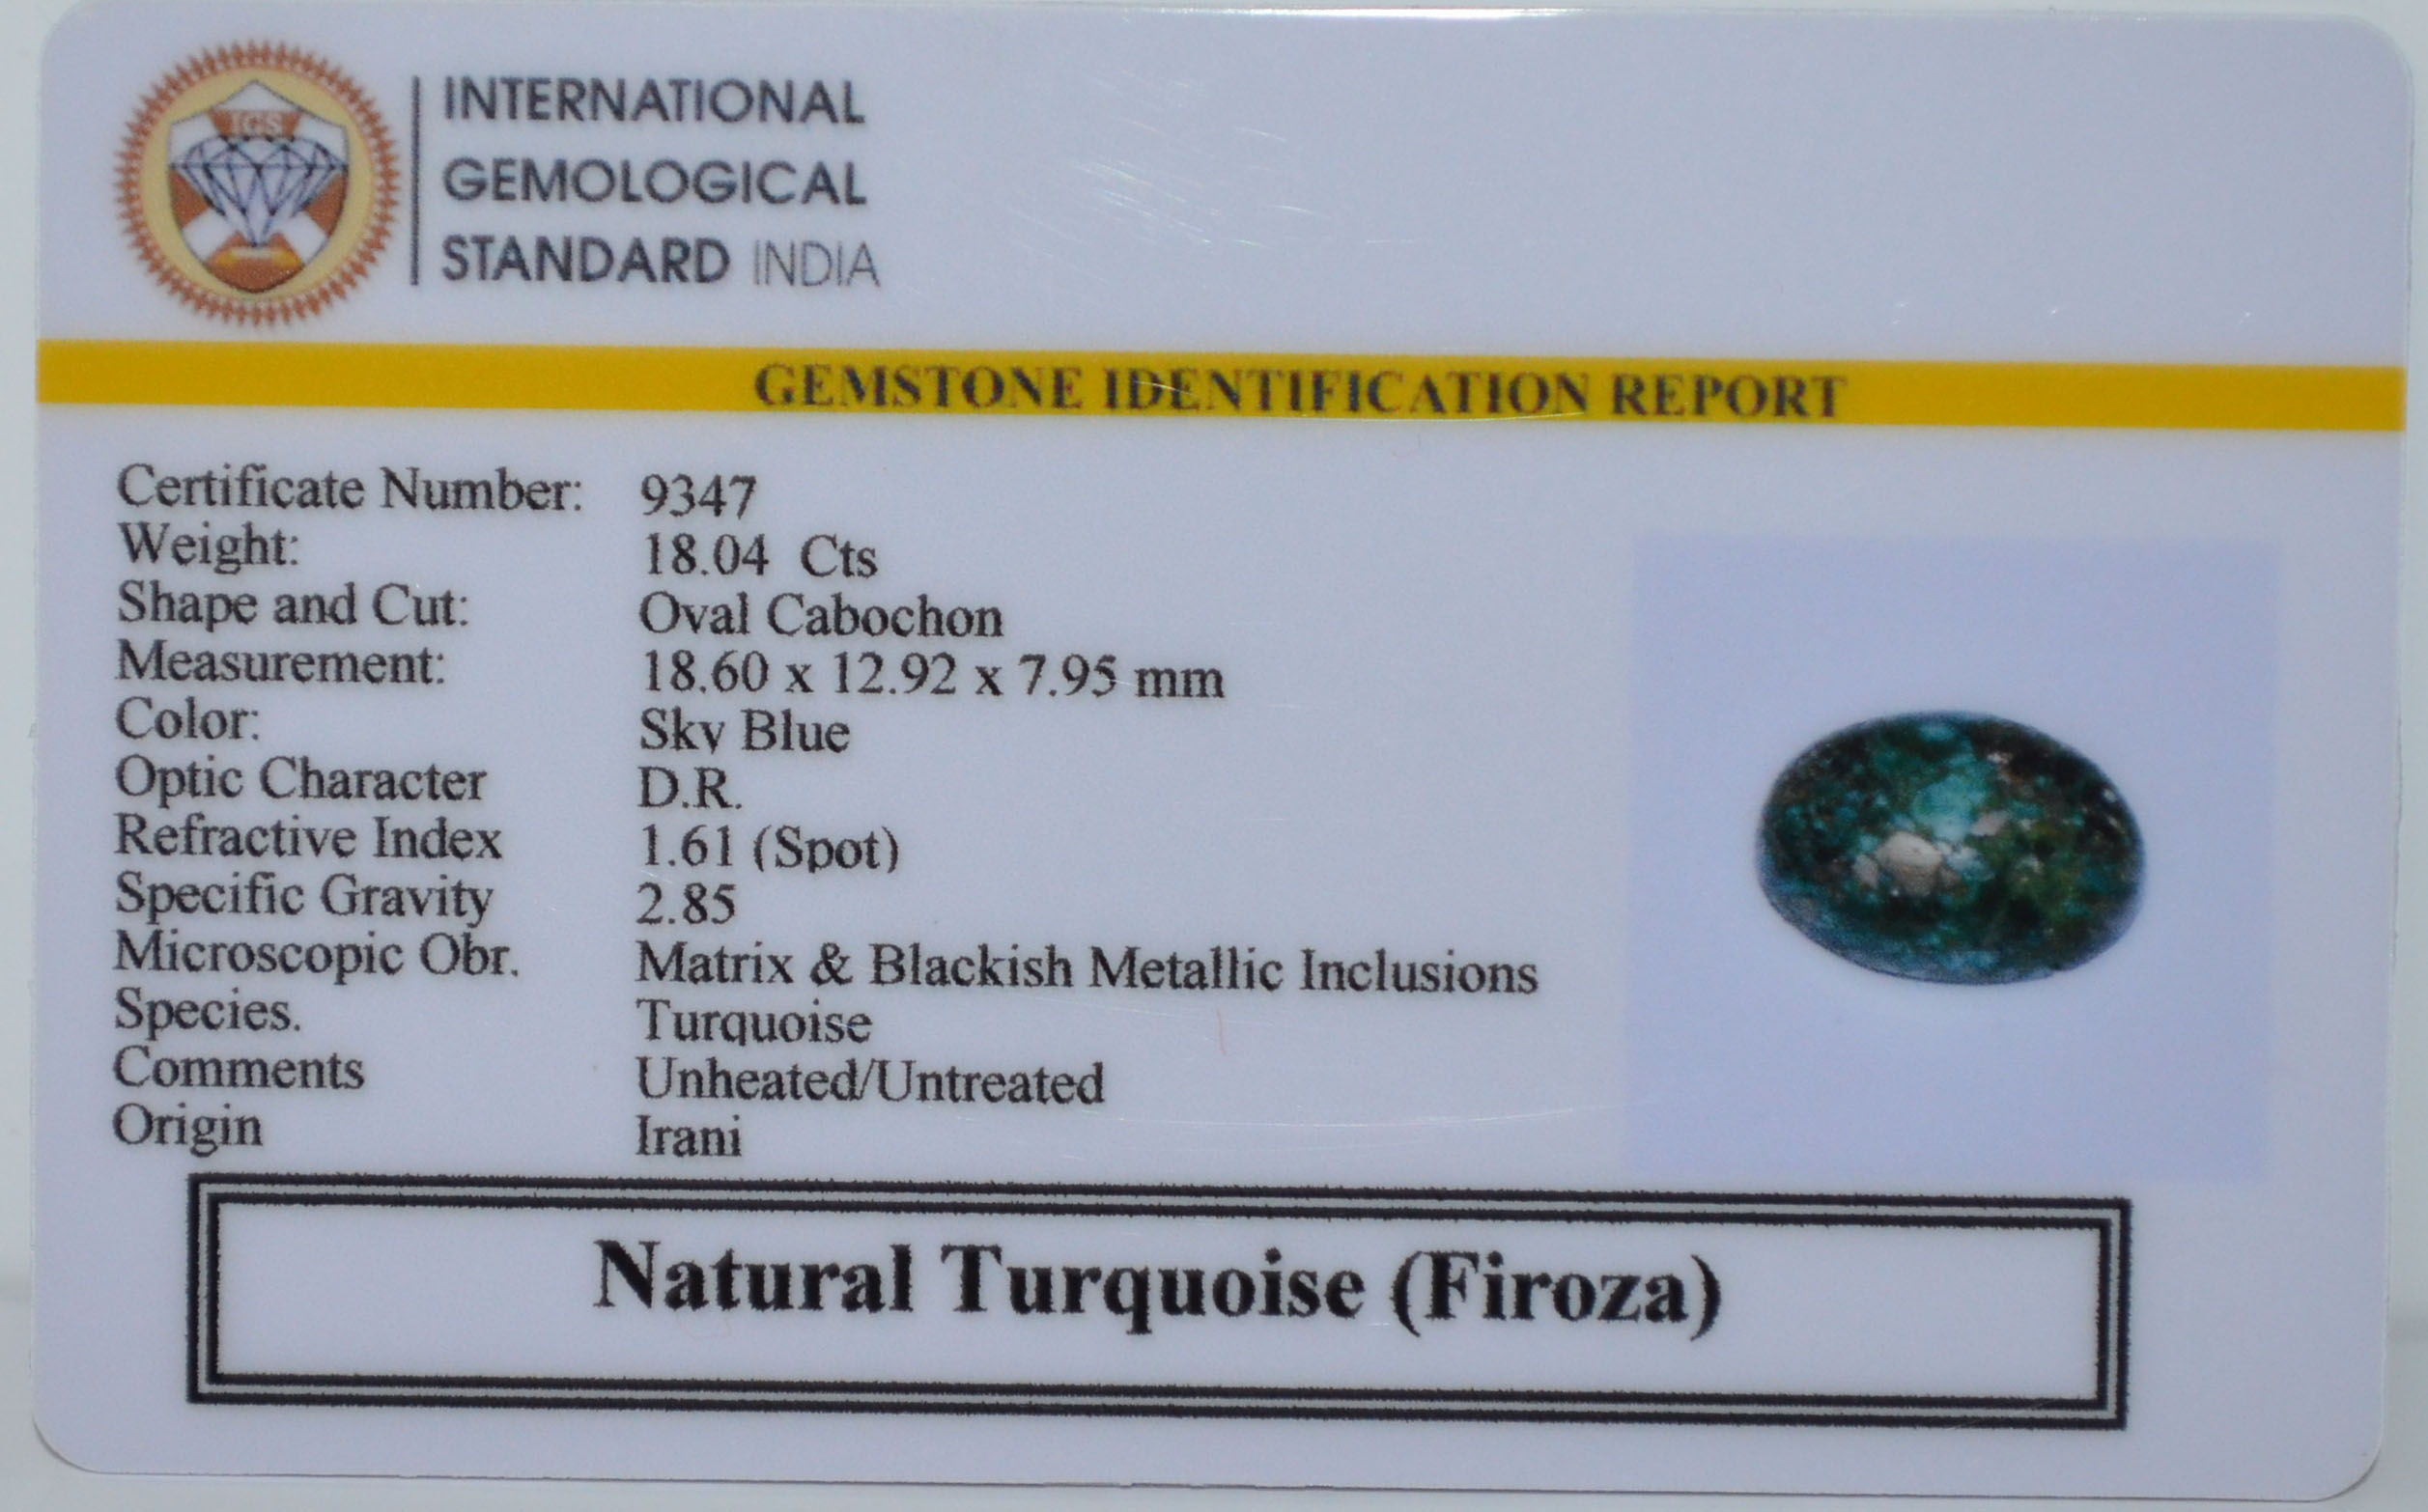 IGS
INTERNATIONAL
GEMOLOGICAL
STANDARD INDIA
GEMSTONE IDENTIFICATION REPORT
Certificate Number: 9347
Weight: 18.04 Cts
Shape and Cut: Oval Cabochon
Measurement: 18.60 x 12.92 x 7.95 mm
Color: Sky Blue
Optic Character D.R.
Refractive Index 1.61 (Spot)
Specific Gravity 2.85
Microscopic Obr. Matrix & Blackish Metallic Inclusions
Species. Turquoise
Comments Unheated/Untreated
Origin Irani
Natural Turquoise (Firoza)